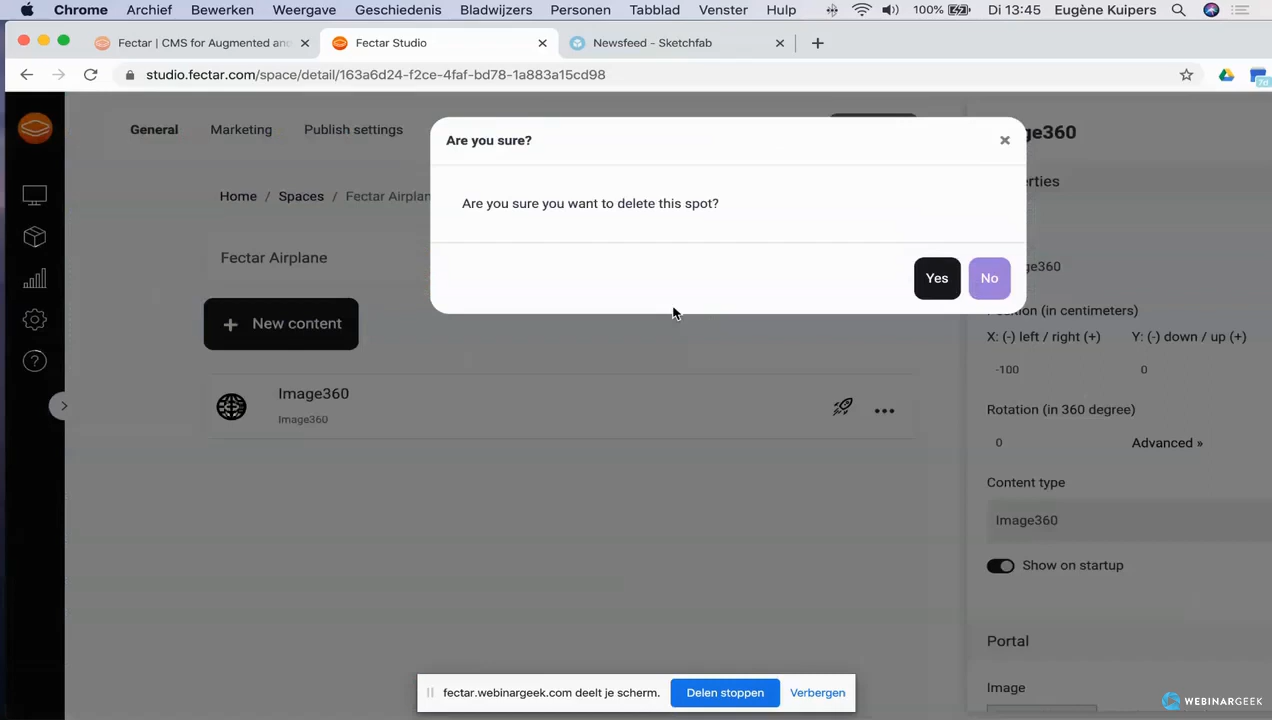 Chrome Archief Bewerken Weergave Geschiedenis Bladwijzers Personen Tabblad Venster Hulp 100% Di 13:45 Eugène Kuipers
Fectar | CMS for Augmented an
Fectar Studio
Newsfeed - Sketchfab
studio.fectar.com/space/detail/163a6d24-f2ce-4faf-bd78-1a883a15cd98
7d
General Marketing Publish settings
Are you sure?
ge360
Home / Spaces / Fectar Airplan
Are you sure you want to delete this spot?
erties
Fectar Airplane
Yes
No
ge360
New content
Position (in centimeters)
X: (-) left / right (+) Y: (-) down / up (+)
-100 0
Image360
Image360
Rotation (in 360 degree)
0 Advanced »
Content type
Image360
Show on startup
Portal
Image
fectar.webinargeek.com deelt je scherm. Delen stoppen Verbergen
WEBINARGEEK